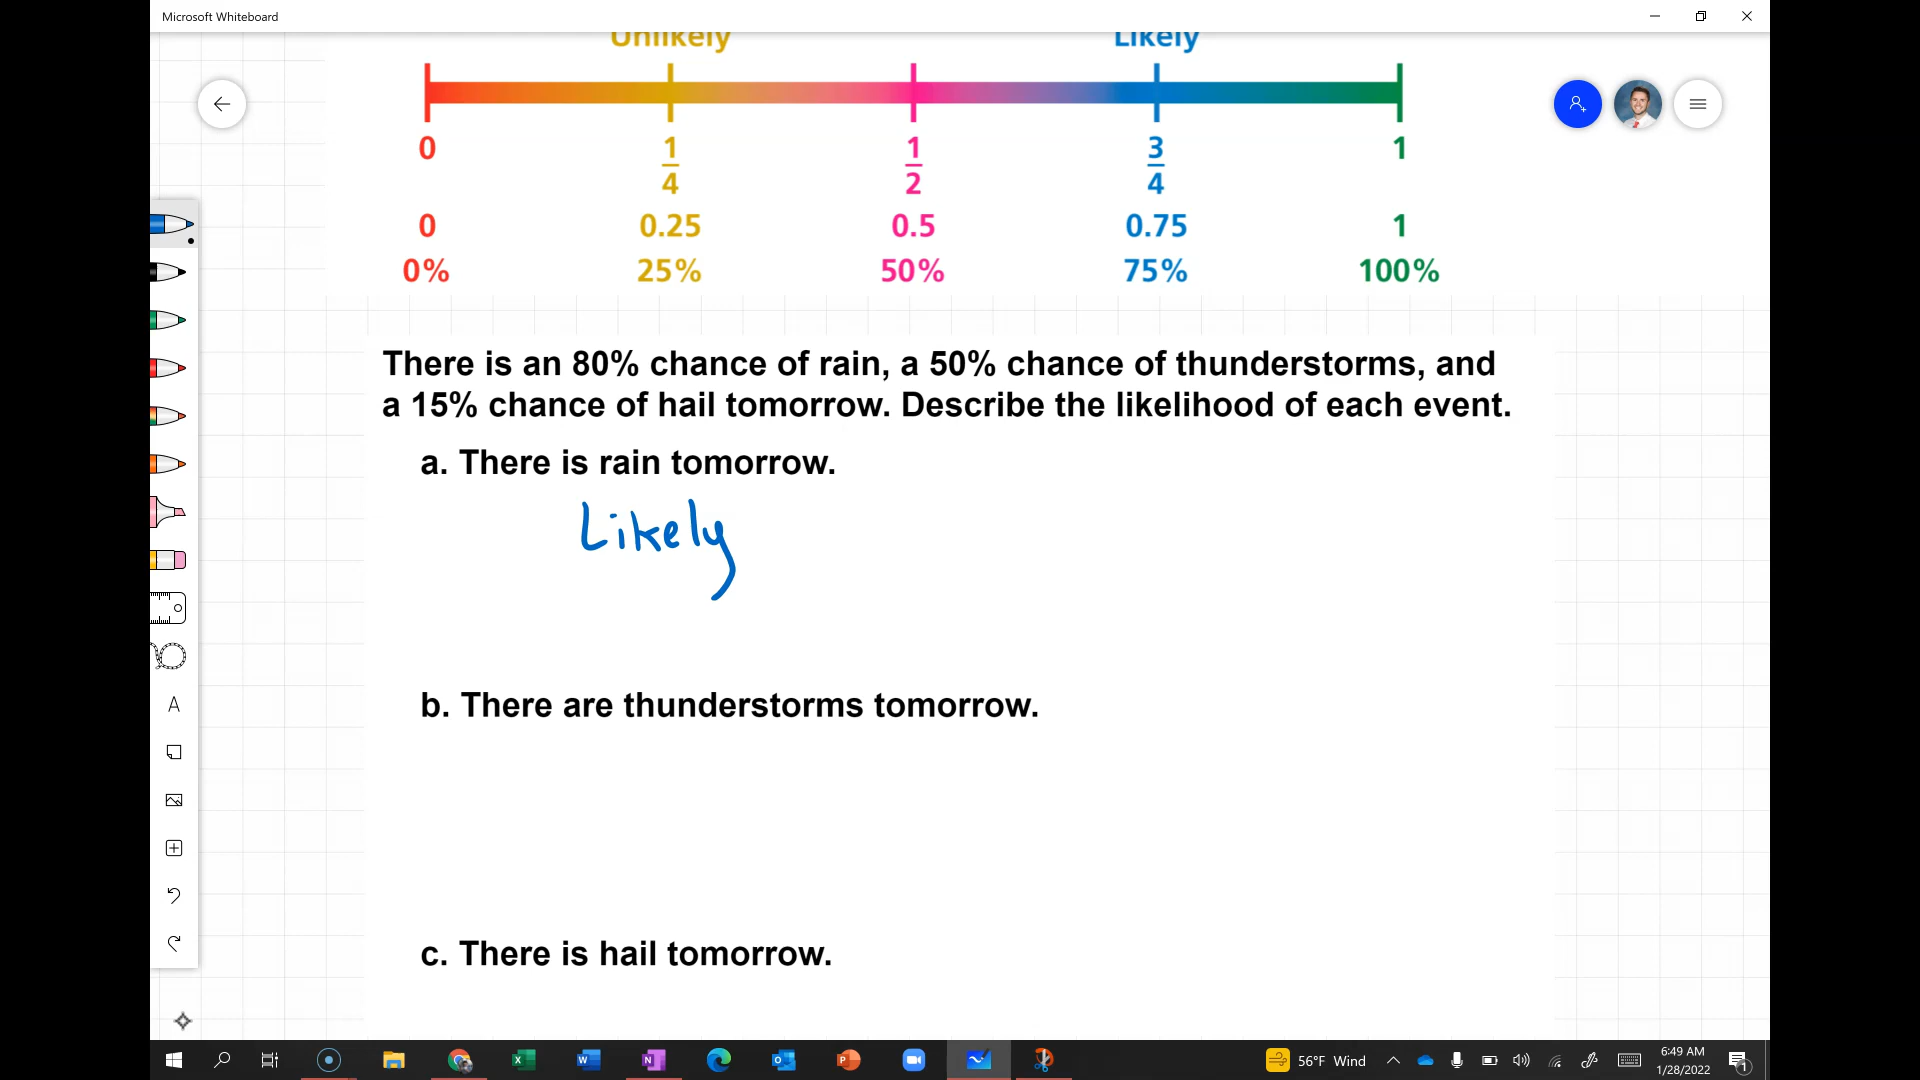 Microsoft Whiteboard
Unlikely Likely
0 1/4 1/2 3/4 1
0 0.25 0.5 0.75 1
0% 25% 50% 75% 100%
There is an 80% chance of rain, a 50% chance of thunderstorms, and
a 15% chance of hail tomorrow. Describe the likelihood of each event.
a. There is rain tomorrow.
Likely
b. There are thunderstorms tomorrow.
c. There is hail tomorrow.
56°F Wind
6:49 AM
1/28/2022
1